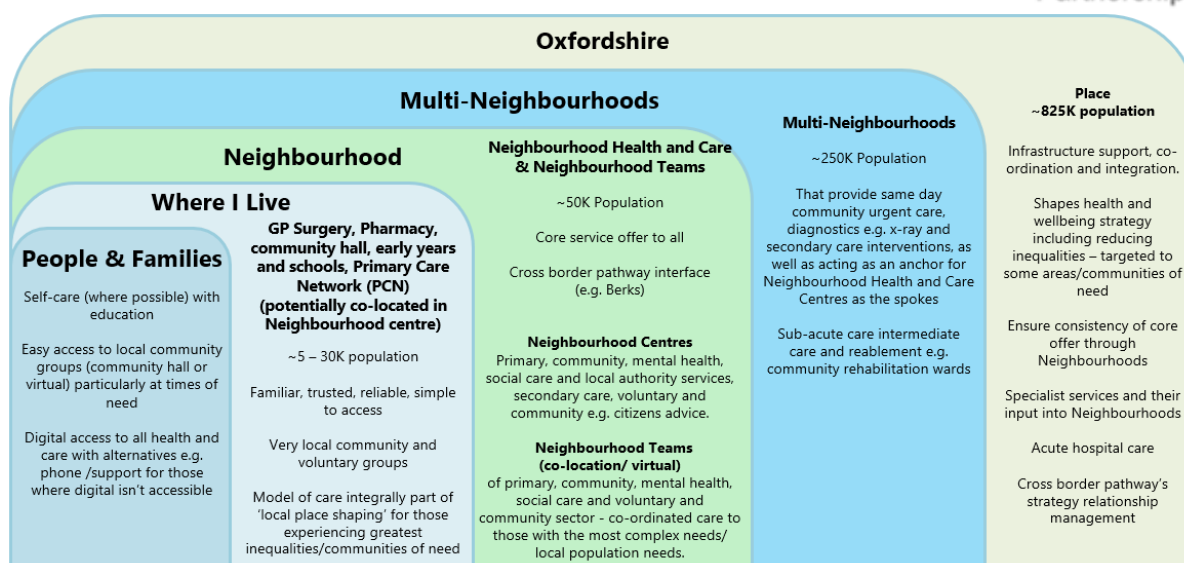 Partnership
Oxfordshire
Multi-Neighbourhoods
Neighbourhood
Where I Live
People & Families
Self-care (where possible) with
education
Easy access to local community
groups (community hall or
virtual) particularly at times of
need
Digital access to all health and
care with alternatives e.g.
phone /support for those
where digital isn't accessible
GP Surgery, Pharmacy,
community hall, early years
and schools, Primary Care
Network (PCN)
(potentially co-located in
Neighbourhood centre)
~5 – 30K population
Familiar, trusted, reliable, simple
to access
Very local community and
voluntary groups
Model of care integrally part of
'local place shaping' for those
experiencing greatest
inequalities/communities of need
Neighbourhood Health and Care
& Neighbourhood Teams
~50K Population
Core service offer to all
Cross border pathway interface
(e.g. Berks)
Neighbourhood Centres
Primary, community, mental health,
social care and local authority services,
secondary care, voluntary and
community e.g. citizens advice.
Neighbourhood Teams
(co-location/ virtual)
of primary, community, mental health,
social care and voluntary and
community sector - co-ordinated care to
those with the most complex needs/
local population needs.
Multi-Neighbourhoods
~250K Population
That provide same day
community urgent care,
diagnostics e.g. x-ray and
secondary care interventions, as
well as acting as an anchor for
Neighbourhood Health and Care
Centres as the spokes
Sub-acute care intermediate
care and reablement e.g.
community rehabilitation wards
Place
~825K population
Infrastructure support, co-
ordination and integration.
Shapes health and
wellbeing strategy
including reducing
inequalities – targeted to
some areas/communities of
need
Ensure consistency of core
offer through
Neighbourhoods
Specialist services and their
input into Neighbourhoods
Acute hospital care
Cross border pathway's
strategy relationship
management